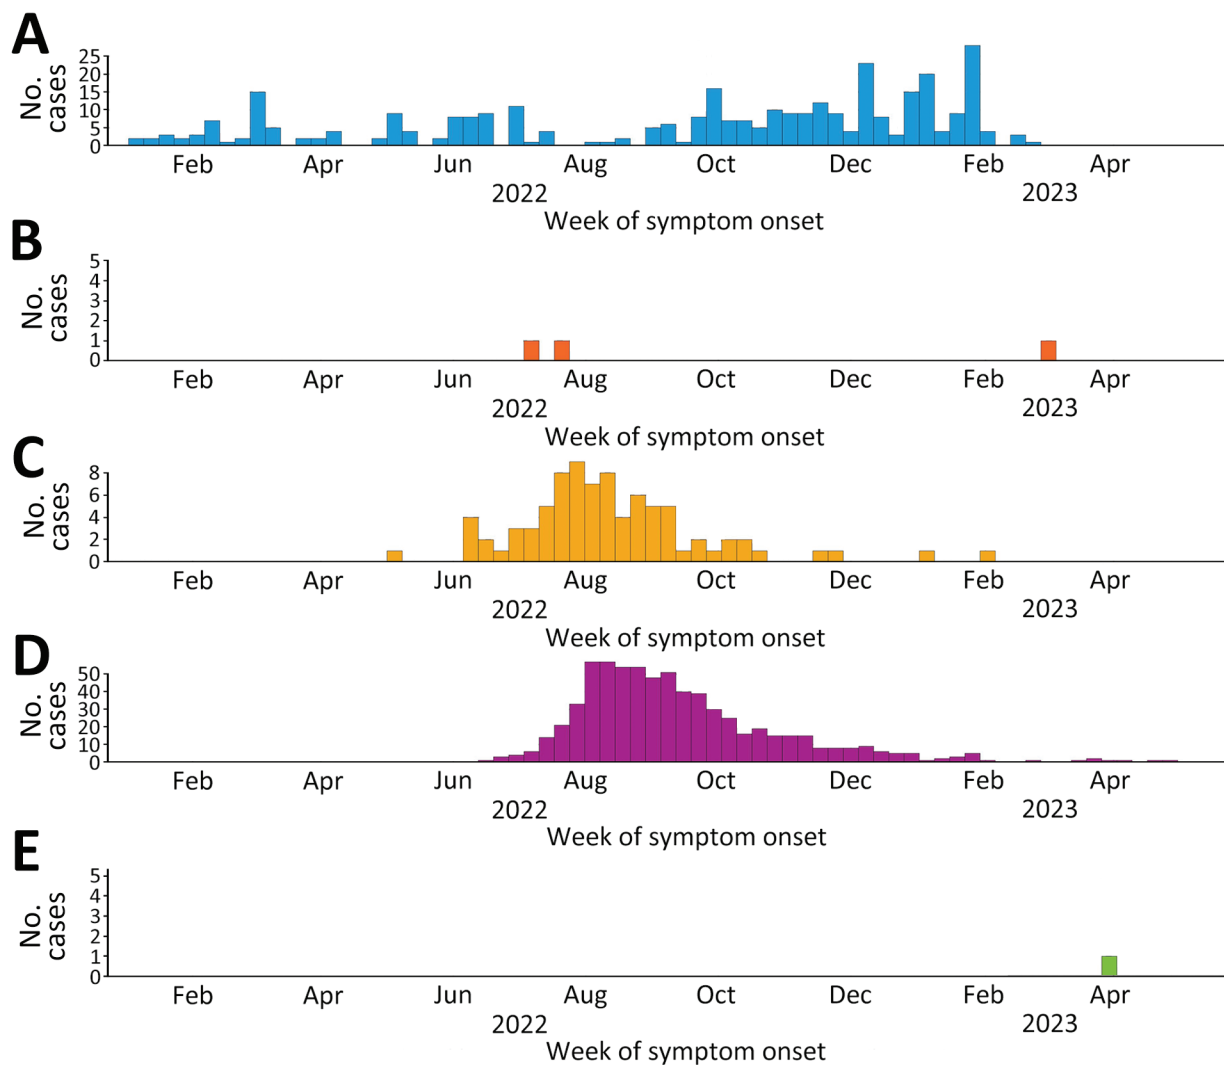 A
No.
cases
25
20
15
10
5
0
Feb Apr Jun Aug Oct Dec Feb Apr
2022 2023
Week of symptom onset
B
No.
cases
5
4
3
2
1
0
Feb Apr Jun Aug Oct Dec Feb Apr
2022 2023
Week of symptom onset
C
No.
cases
8
6
4
2
0
Feb Apr Jun Aug Oct Dec Feb Apr
2022 2023
Week of symptom onset
D
No.
cases
50
40
30
20
10
0
Feb Apr Jun Aug Oct Dec Feb Apr
2022 2023
Week of symptom onset
E
No.
cases
5
4
3
2
1
0
Feb Apr Jun Aug Oct Dec Feb Apr
2022 2023
Week of symptom onset